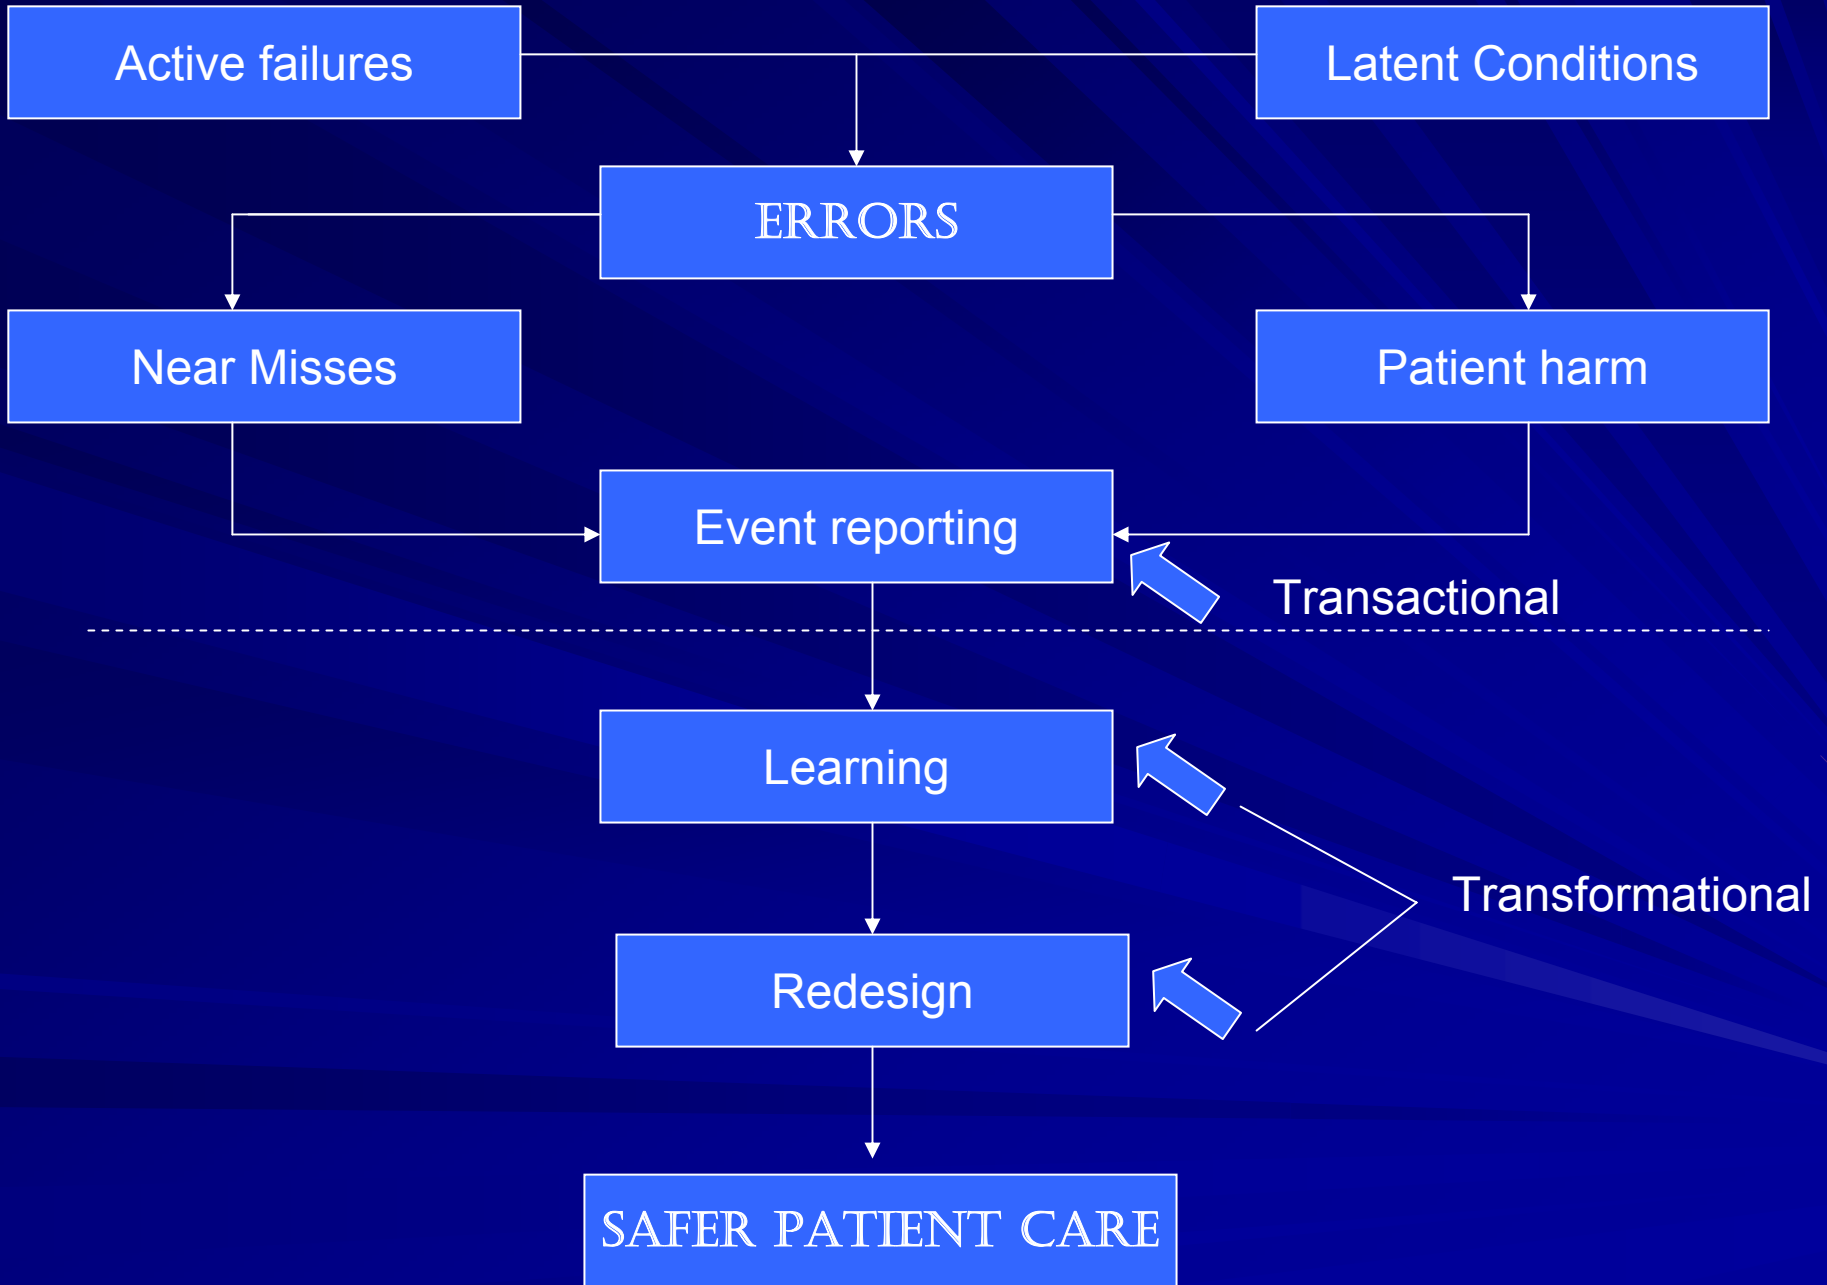 Active failures
Latent Conditions
ERRORS
Near Misses
Patient harm
Event reporting
Transactional
Learning
Transformational
Redesign
SAFER PATIENT CARE